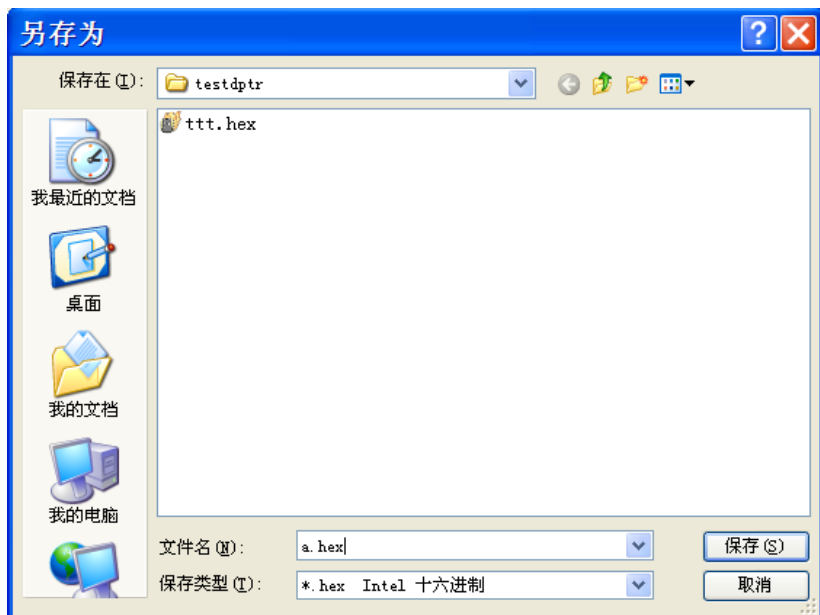 另存为
保存在(I):
testdptr
ttt.hex
我最近的文档
桌面
我的文档
我的电脑
文件名(N):
a.hex
保存(S)
保存类型(T):
*.hex Intel 十六进制
取消